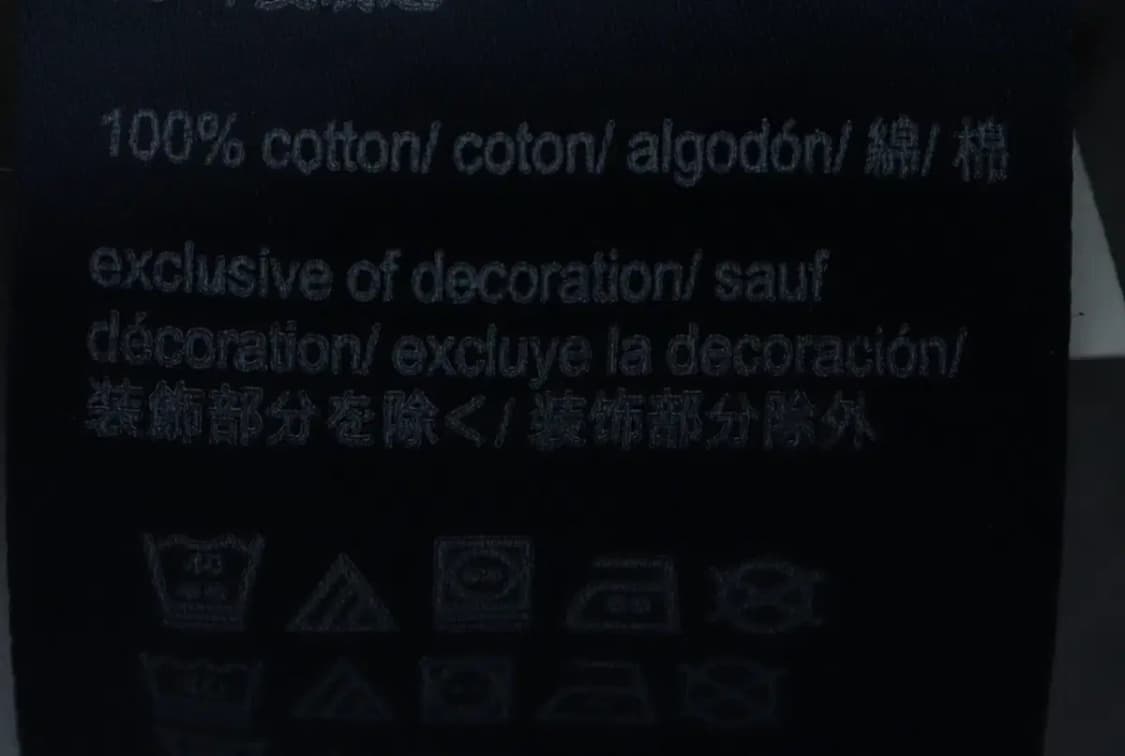 100% cotton/ coton/ algodón/ 綿/ 棉
exclusive of decoration/ sauf
décoration/ excluye la decoración/
装飾部分を除く/ 装饰部分除外